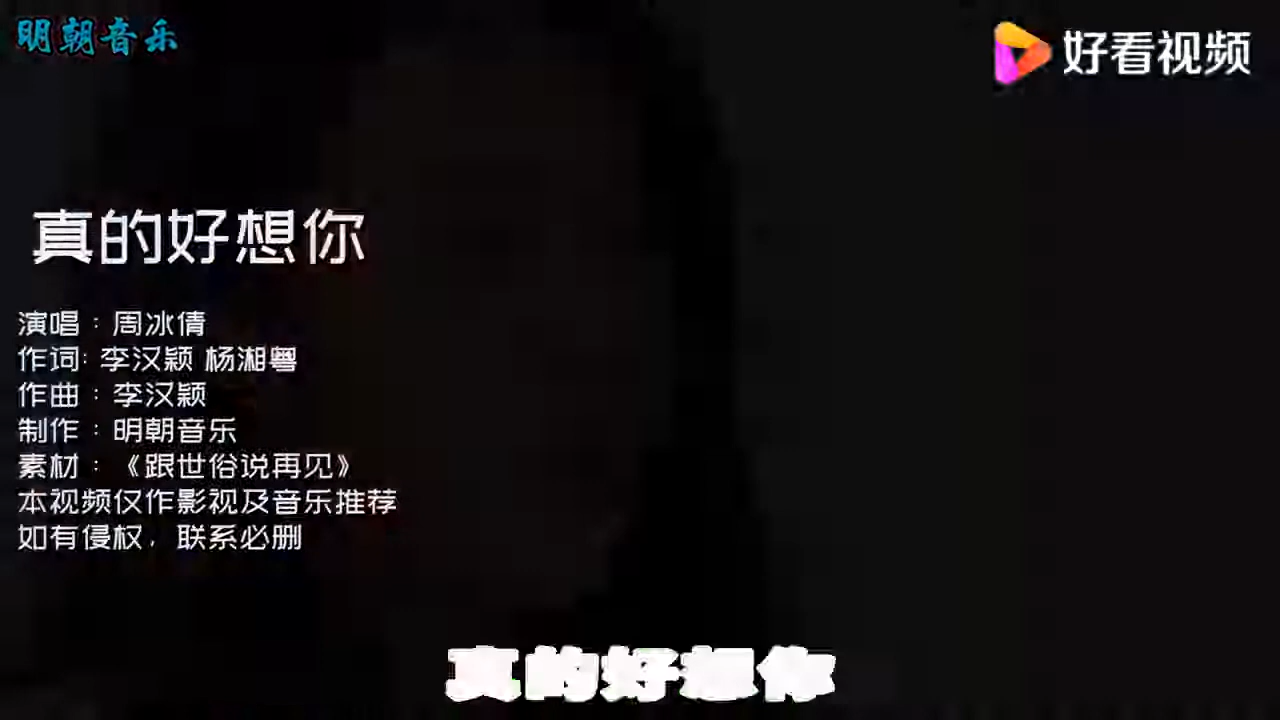 明朝音乐
好看视频
真的好想你
演唱：周冰倩
作词: 李汉颖 杨湘粤
作曲：李汉颖
制作：明朝音乐
素材：《跟世俗说再见》
本视频仅作影视及音乐推荐
如有侵权，联系必删
真的好想你